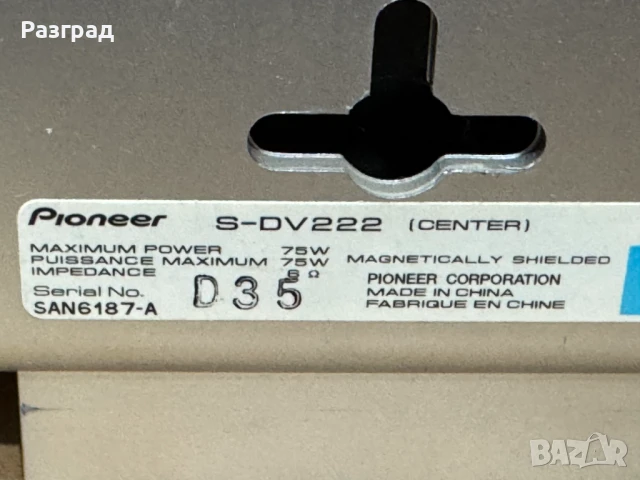 Разград
Pioneer S-DV222 (CENTER)
MAXIMUM POWER 75W
PUISSANCE MAXIMUM 75W MAGNETICALLY SHIELDED
IMPEDANCE 6 Ω PIONEER CORPORATION
Serial No. D35 MADE IN CHINA
SAN6187-A FABRIQUE EN CHINE
BAZAR